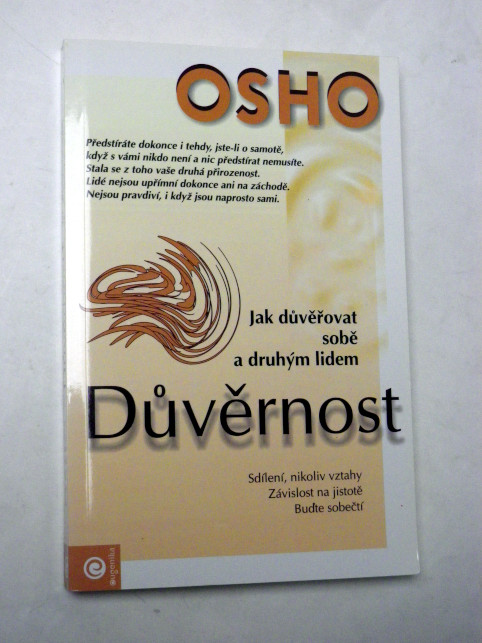 OSHO
Předstíráte dokonce i tehdy, jste-li o samotě,
když s vámi nikdo není a nic předstírat nemusíte.
Stala se z toho vaše druhá přirozenost.
Lidé nejsou upřímní dokonce ani na záchodě.
Nejsou pravdiví, i když jsou naprosto sami.
Jak důvěřovat
sobě
a druhým lidem
Důvěrnost
Sdílení, nikoliv vztahy
Závislost na jistotě
Buďte sobečtí
eugenika